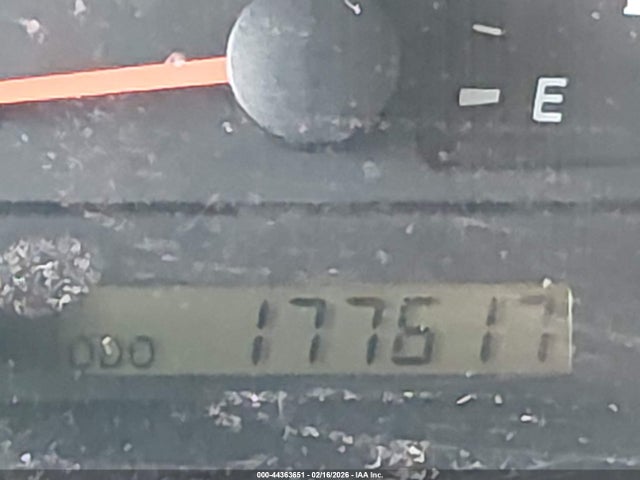 E
ODO 177617
000-44363651 - 02/16/2026 - IAA Inc.